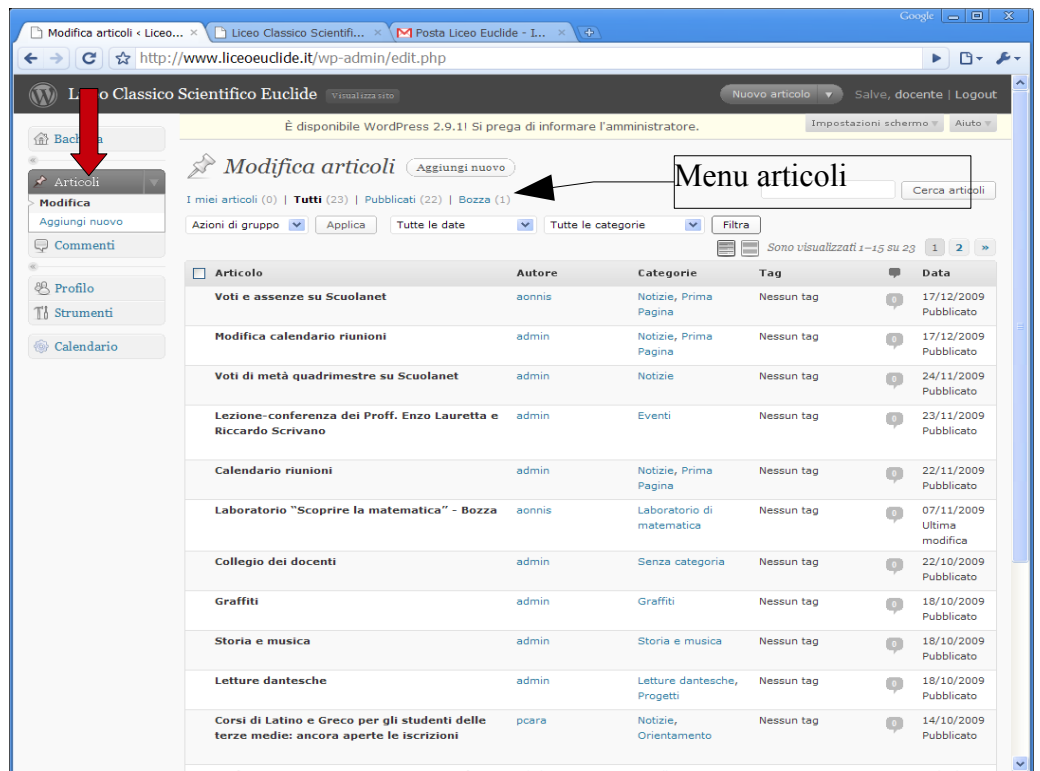 Google
Modifica articoli ‹ Liceo...
Liceo Classico Scientifi...
Posta Liceo Euclide - I...
http://www.liceoeuclide.it/wp-admin/edit.php
Classico Scientifico Euclide Visualizza sito
Nuovo articolo
Salve, docente | Logout
È disponibile WordPress 2.9.1! Si prega di informare l'amministratore.
Impostazioni schermo
Aiuto
Articoli
Modifica
Aggiungi nuovo
Commenti
Profilo
Strumenti
Calendario
Modifica articoli Aggiungi nuovo
Menu articoli
Cerca articoli
I miei articoli (0) | Tutti (23) | Pubblicati (22) | Bozza (1)
Azioni di gruppo Applica Tutte le date Tutte le categorie Filtra
Sono visualizzati 1–15 su 23 1 2 »
Articolo Autore Categorie Tag Data
Voti e assenze su Scuolanet aonnis Notizie, Prima Nessun tag 0 17/12/2009
Pagina Pubblicato
Modifica calendario riunioni admin Notizie, Prima Nessun tag 0 17/12/2009
Pagina Pubblicato
Voti di metà quadrimestre su Scuolanet admin Notizie Nessun tag 0 24/11/2009
Pubblicato
Lezione-conferenza dei Proff. Enzo Lauretta e admin Eventi Nessun tag 0 23/11/2009
Riccardo Scrivano Pubblicato
Calendario riunioni admin Notizie, Prima Nessun tag 0 22/11/2009
Pagina Pubblicato
Laboratorio “Scoprire la matematica” - Bozza aonnis Laboratorio di Nessun tag 0 07/11/2009
matematica Ultima
modifica
Collegio dei docenti admin Senza categoria Nessun tag 0 22/10/2009
Pubblicato
Graffiti admin Graffiti Nessun tag 0 18/10/2009
Pubblicato
Storia e musica admin Storia e musica Nessun tag 0 18/10/2009
Pubblicato
Letture dantesche admin Letture dantesche, Nessun tag 0 18/10/2009
Progetti Pubblicato
Corsi di Latino e Greco per gli studenti delle pcara Notizie, Nessun tag 0 14/10/2009
terze medie: ancora aperte le iscrizioni Orientamento Pubblicato